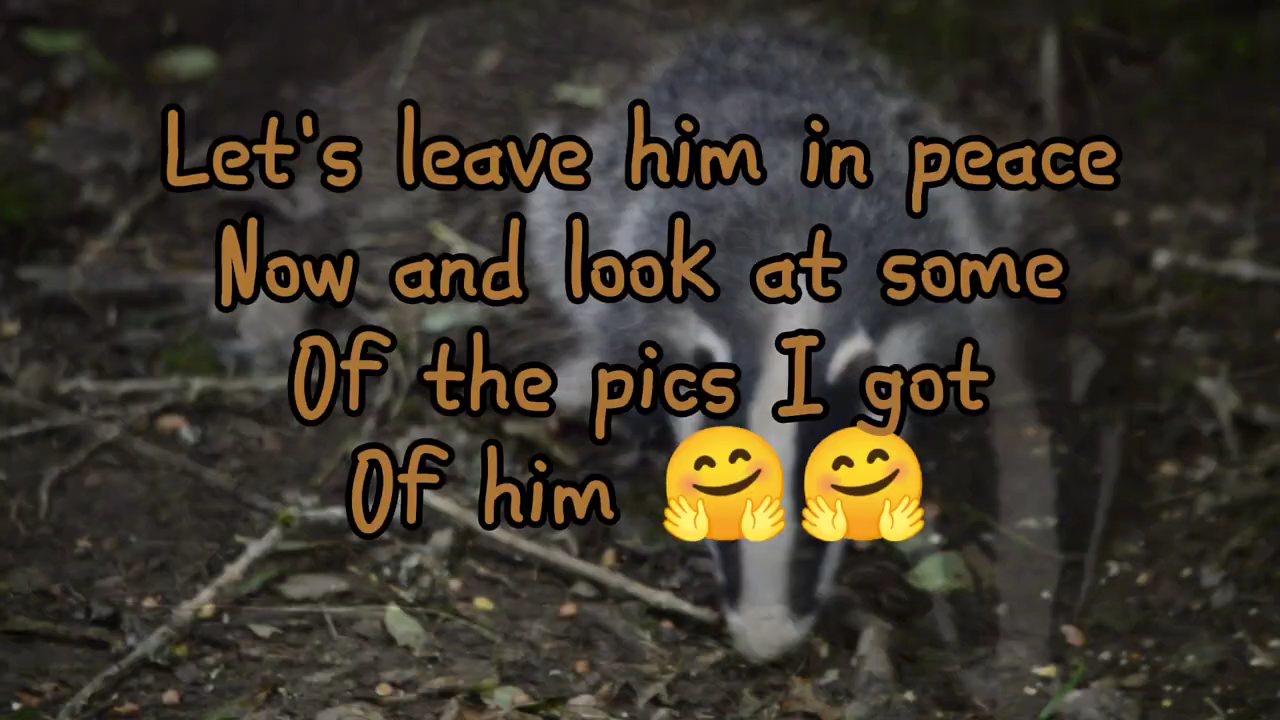 Let's leave him in peace
Now and look at some
Of the pics I got
Of him 🤗🤗